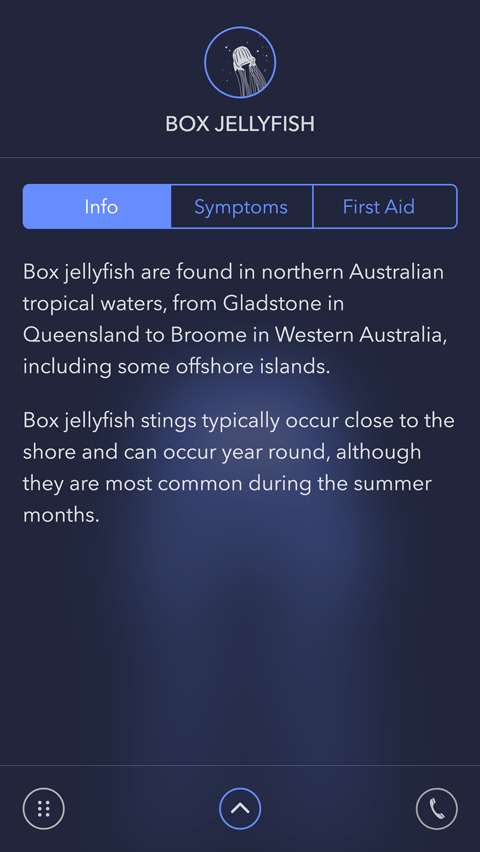 BOX JELLYFISH
Info
Symptoms
First Aid
Box jellyfish are found in northern Australian
tropical waters, from Gladstone in
Queensland to Broome in Western Australia,
including some offshore islands.
Box jellyfish stings typically occur close to the
shore and can occur year round, although
they are most common during the summer
months.